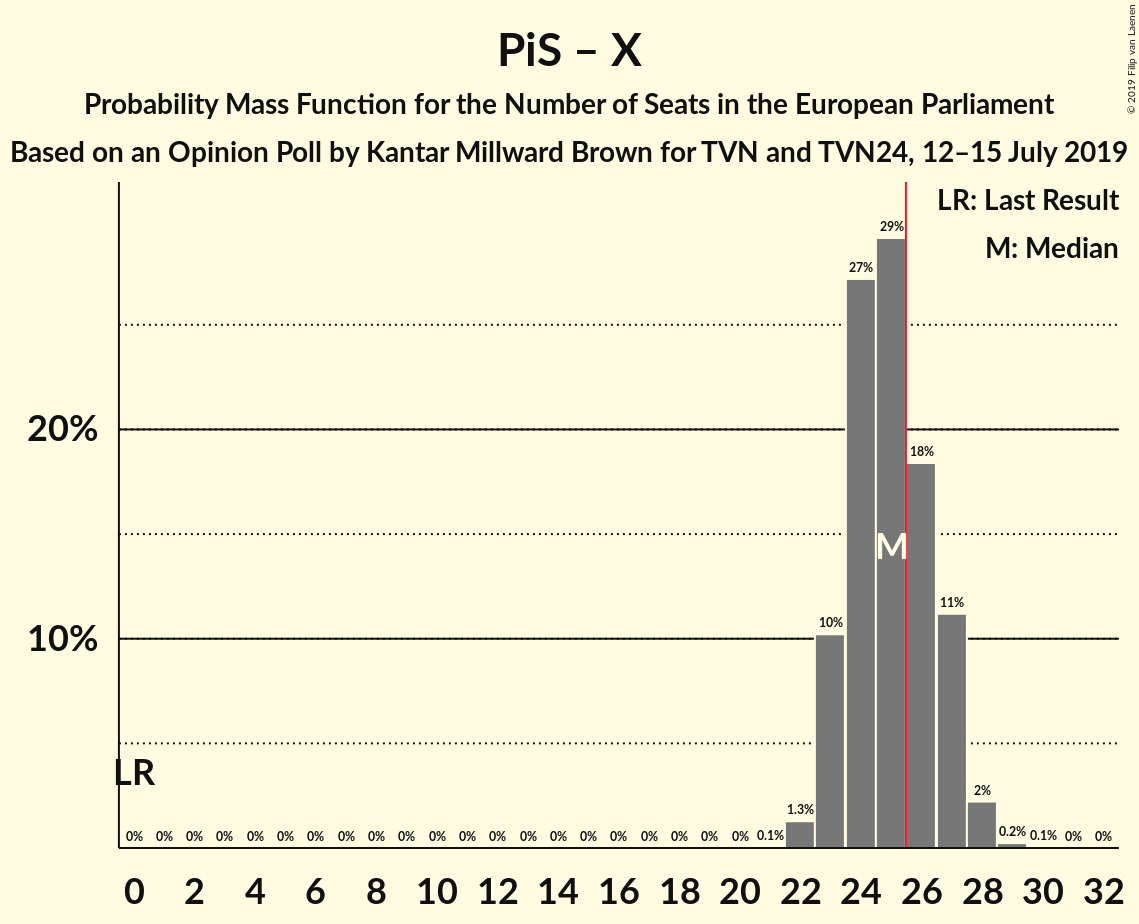 PiS – X
Probability Mass Function for the Number of Seats in the European Parliament
Based on an Opinion Poll by Kantar Millward Brown for TVN and TVN24, 12–15 July 2019
© 2019 Filip van Laenen
LR: Last Result
M: Median
29%
27%
20%
18%
M
11%
10%
10%
LR
2%
1.3%
0% 0% 0% 0% 0% 0% 0% 0% 0% 0% 0% 0% 0% 0% 0% 0% 0% 0% 0% 0% 0% 0.1% 0.2% 0.1% 0% 0%
0 2 4 6 8 10 12 14 16 18 20 22 24 26 28 30 32